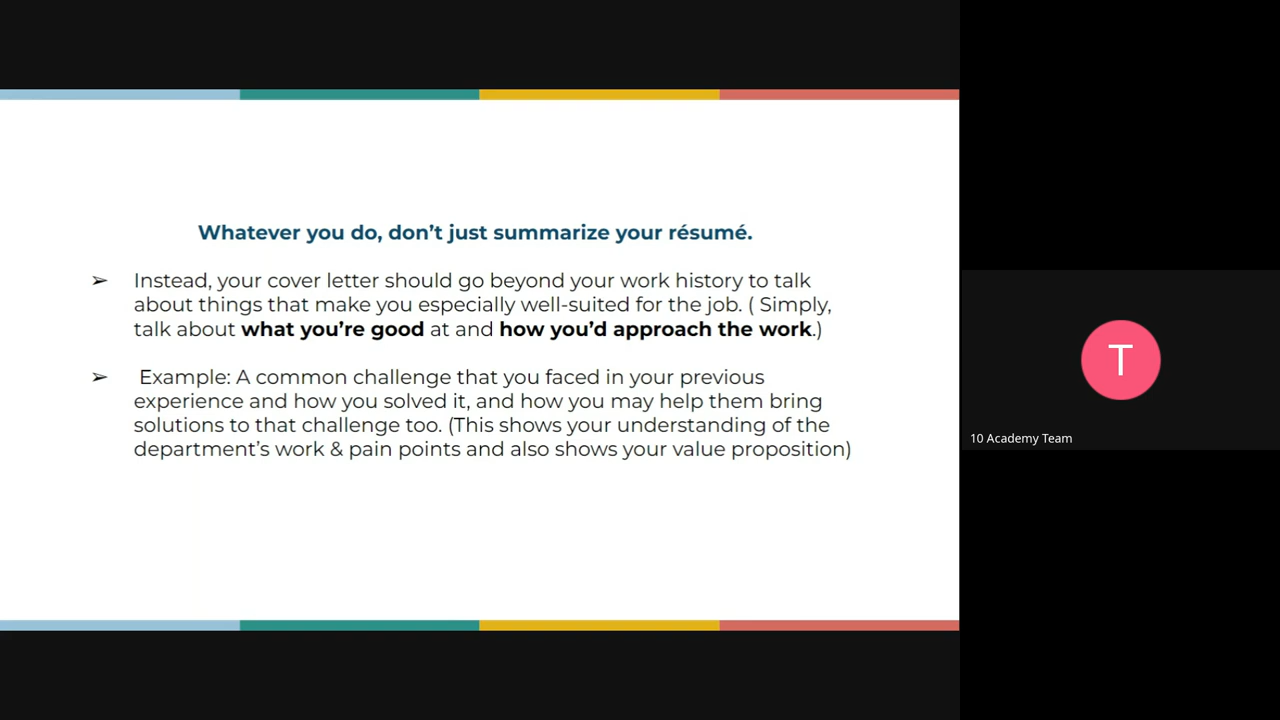 Whatever you do, don’t just summarize your résumé.
➢ Instead, your cover letter should go beyond your work history to talk
about things that make you especially well-suited for the job. ( Simply,
talk about what you’re good at and how you’d approach the work.)
➢ Example: A common challenge that you faced in your previous
experience and how you solved it, and how you may help them bring
solutions to that challenge too. (This shows your understanding of the
department’s work & pain points and also shows your value proposition)
T
10 Academy Team